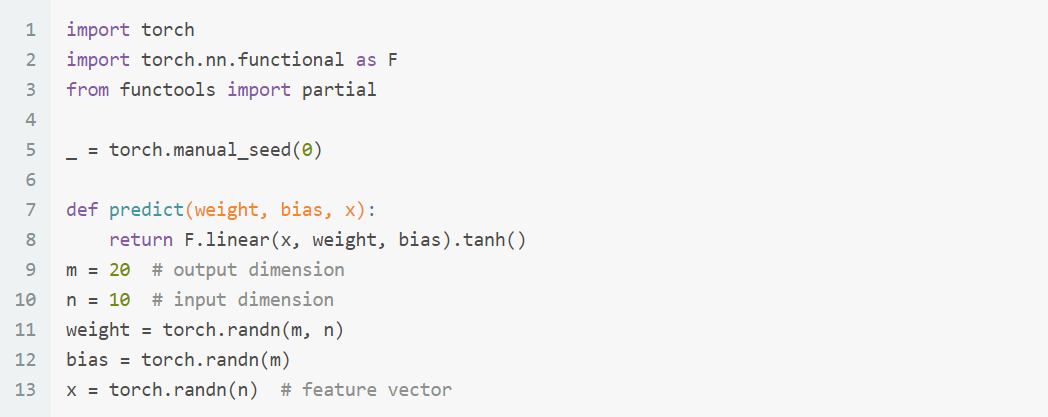 1 import torch
2 import torch.nn.functional as F
3 from functools import partial
4
5 _ = torch.manual_seed(0)
6
7 def predict(weight, bias, x):
8     return F.linear(x, weight, bias).tanh()
9 m = 20  # output dimension
10 n = 10  # input dimension
11 weight = torch.randn(m, n)
12 bias = torch.randn(m)
13 x = torch.randn(n)  # feature vector